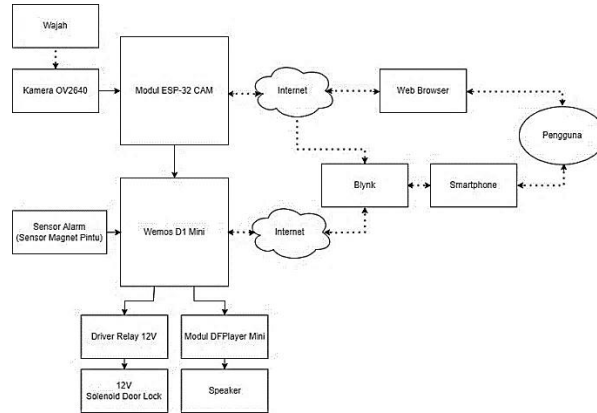 Wajah
Kamera OV2640
Modul ESP-32 CAM
Internet
Web Browser
Pengguna
Blynk
Smartphone
Sensor Alarm
(Sensor Magnet Pintu)
Wemos D1 Mini
Internet
Driver Relay 12V
Modul DFPlayer Mini
12V
Solenoid Door Lock
Speaker